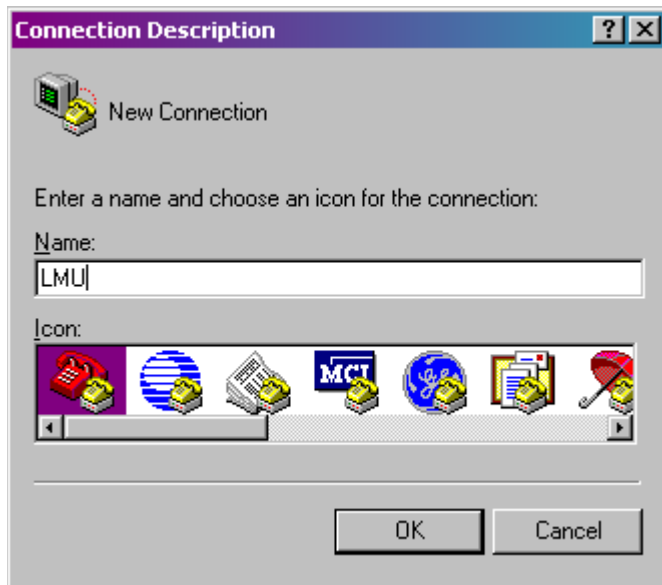 Connection Description
New Connection
Enter a name and choose an icon for the connection:
Name:
LMU
Icon:
MCI
OK
Cancel